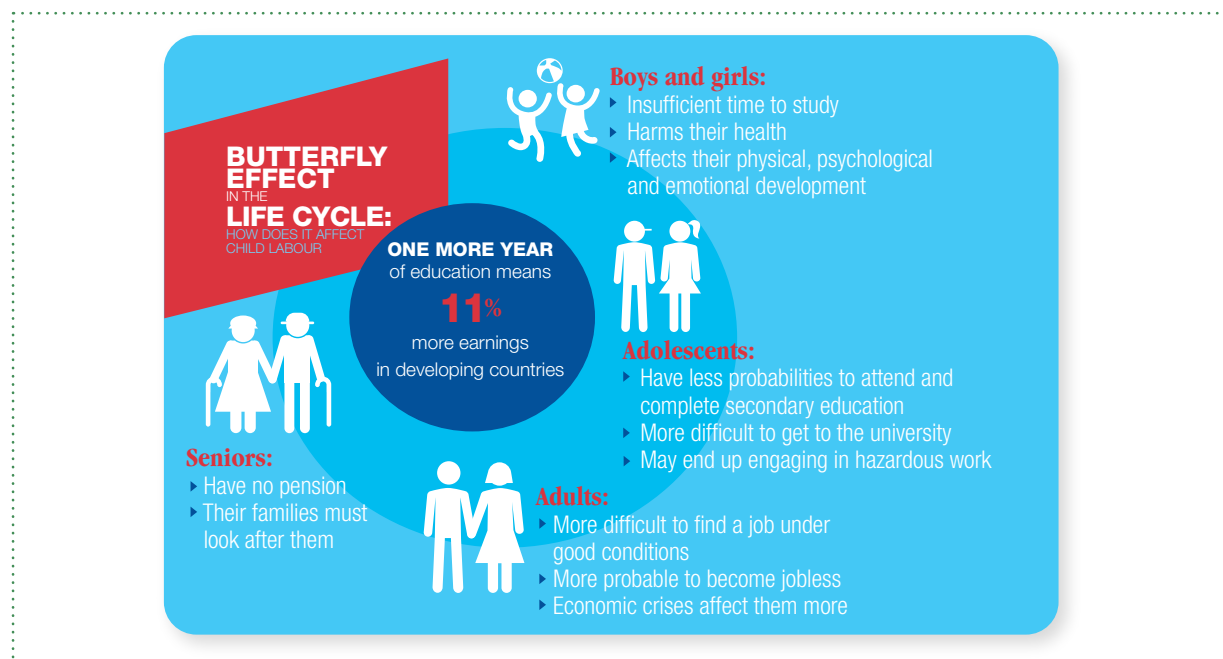 BUTTERFLY
EFFECT
IN THE
LIFE CYCLE:
HOW DOES IT AFFECT
CHILD LABOUR
ONE MORE YEAR
of education means
11%
more earnings
in developing countries
Boys and girls:
Insufficient time to study
Harms their health
Affects their physical, psychological
and emotional development
Adolescents:
Have less probabilities to attend and
complete secondary education
More difficult to get to the university
May end up engaging in hazardous work
Adults:
More difficult to find a job under
good conditions
More probable to become jobless
Economic crises affect them more
Seniors:
Have no pension
Their families must
look after them